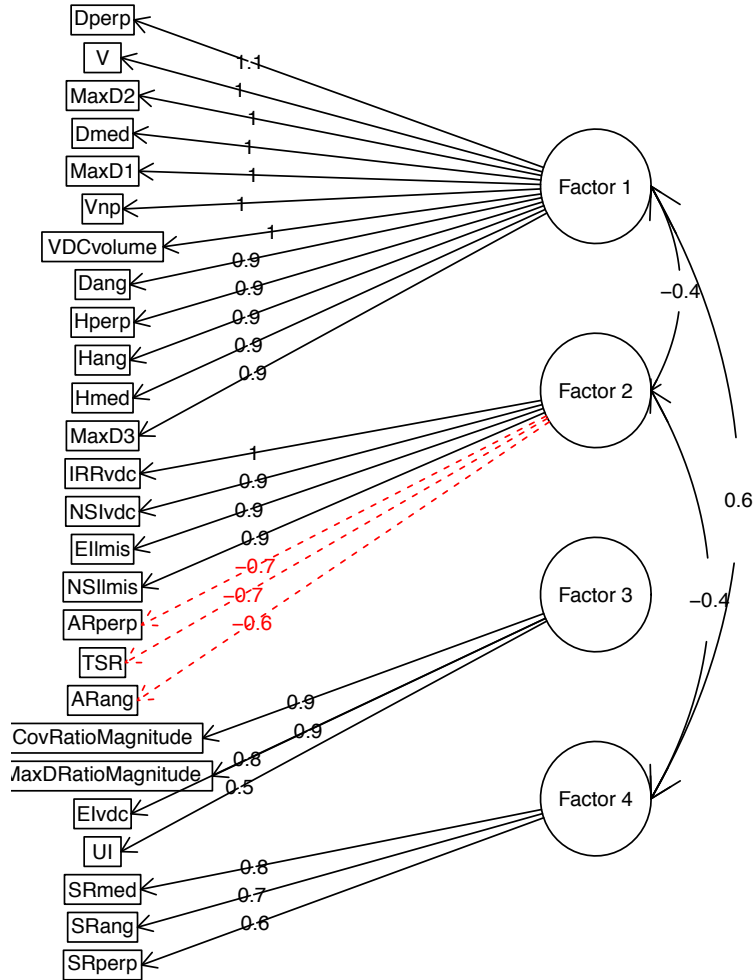 Dperp
V
MaxD2
Dmed
MaxD1
Vnp
VDCvolume
Dang
Hperp
Hang
Hmed
MaxD3
IRRvdc
NSIvdc
EIlmis
NSIlmis
ARperp
TSR
ARang
CovRatioMagnitude
MaxDRatioMagnitude
EIvdc
UI
SRmed
SRang
SRperp
1.1
1
1
1
1
1
1
0.9
0.9
0.9
0.9
0.9
1
0.9
0.9
0.9
−0.7
−0.7
−0.6
0.9
0.9
0.8
0.5
0.8
0.7
0.6
Factor 1
Factor 2
Factor 3
Factor 4
−0.4
0.6
−0.4